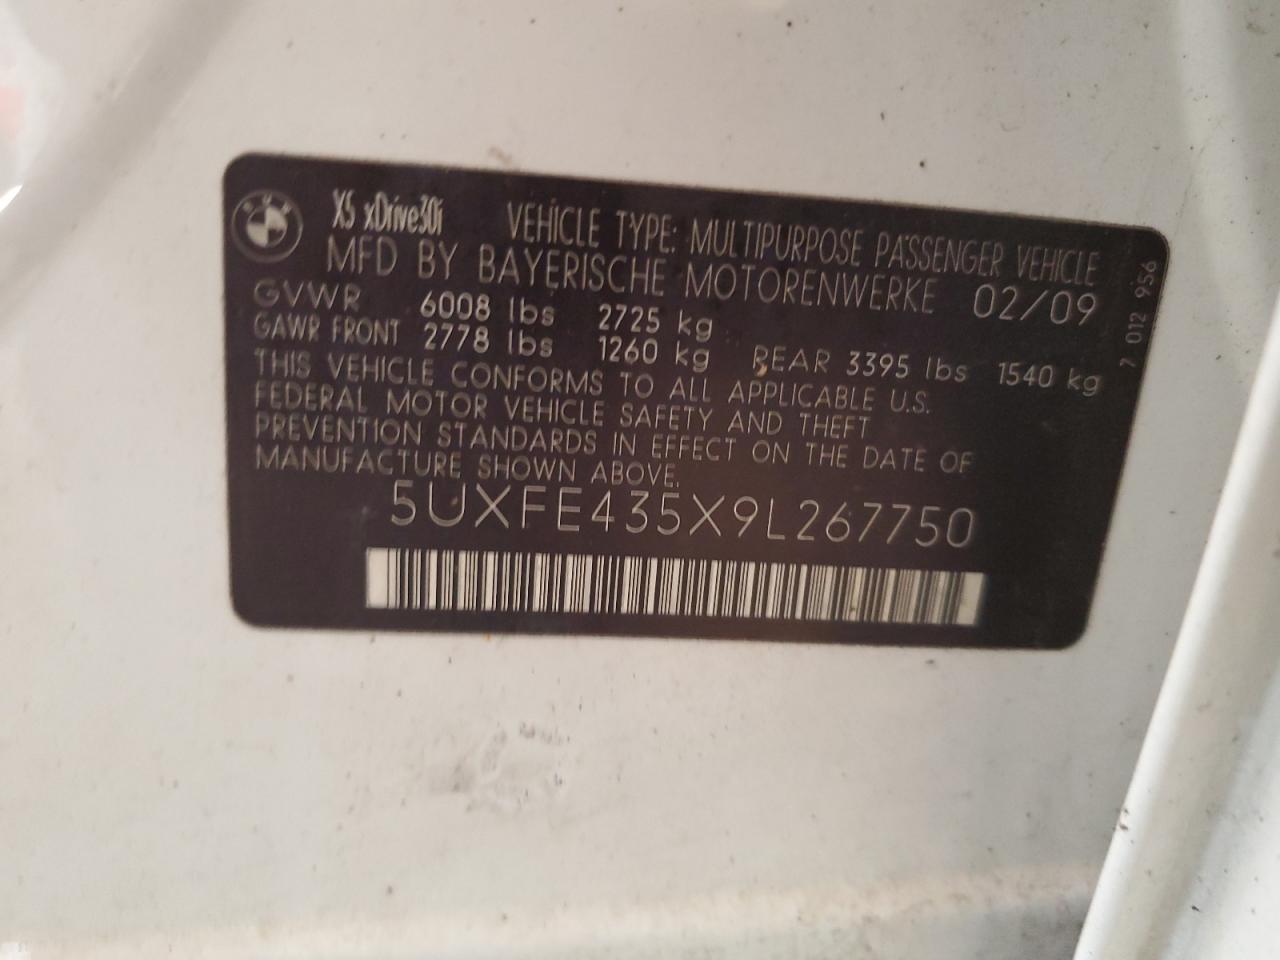 BMW
X5 xDrive30i VEHICLE TYPE: MULTIPURPOSE PASSENGER VEHICLE
MFD BY BAYERISCHE MOTORENWERKE 02/09
GVWR 6008 lbs 2725 kg
GAWR FRONT 2778 lbs 1260 kg REAR 3395 lbs 1540 kg
THIS VEHICLE CONFORMS TO ALL APPLICABLE U.S.
FEDERAL MOTOR VEHICLE SAFETY AND THEFT
PREVENTION STANDARDS IN EFFECT ON THE DATE OF
MANUFACTURE SHOWN ABOVE.
5UXFE435X9L267750
7 012 956